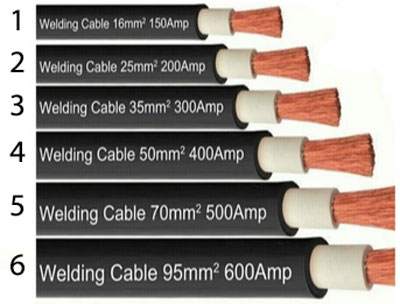 1 Welding Cable 16mm² 150Amp
2 Welding Cable 25mm² 200Amp
3 Welding Cable 35mm² 300Amp
4 Welding Cable 50mm² 400Amp
5 Welding Cable 70mm² 500Amp
6 Welding Cable 95mm² 600Amp